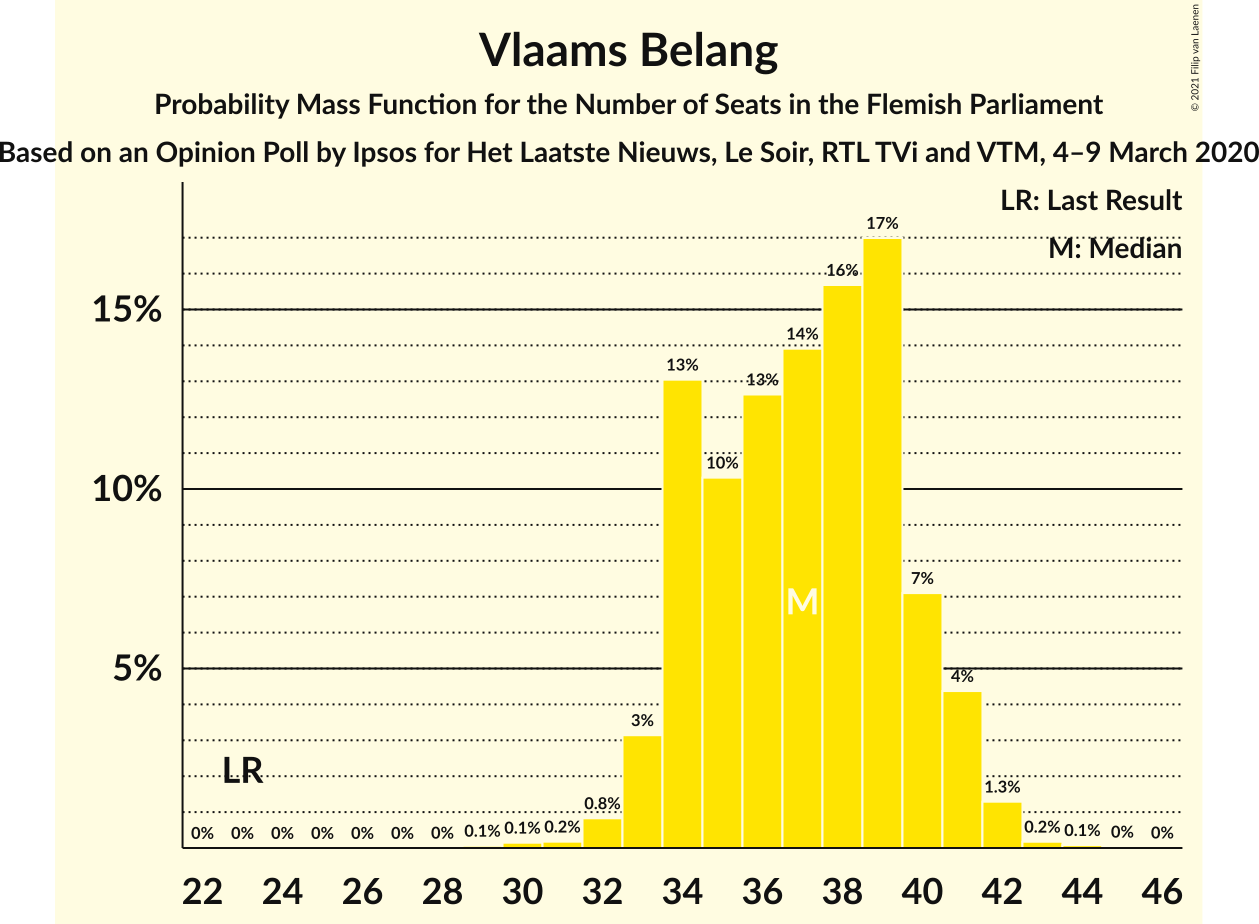 Vlaams Belang
Probability Mass Function for the Number of Seats in the Flemish Parliament
Based on an Opinion Poll by Ipsos for Het Laatste Nieuws, Le Soir, RTL TVi and VTM, 4–9 March 2020
© 2021 Filip van Laenen
LR: Last Result
M: Median
17%
16%
15%
14%
13%
13%
10%
10%
7%
M
5%
4%
3%
LR
1.3%
0.8%
0% 0% 0% 0% 0% 0% 0% 0.1% 0.1% 0.2% 0.2% 0.1% 0% 0%
22 24 26 28 30 32 34 36 38 40 42 44 46